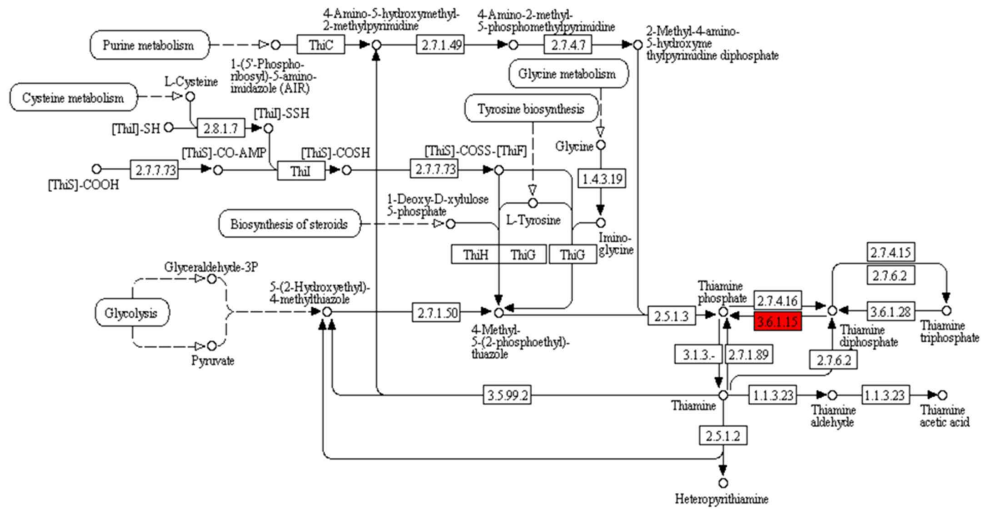 4-Amino-5-hydroxymethyl-
2-methylpyrimidine
4-Amino-2-methyl-
5-phosphomethylpyrimidine
2-Methyl-4-amino-
5-hydroxyme
thylpyrimidine diphosphate
Purine metabolism
ThiC
2.7.1.49
2.7.4.7
1-(5'-Phospho-
ribosyl)-5-amino-
imidazole (AIR)
Glycine metabolism
L-Cysteine
Cysteine metabolism
Tyrosine biosynthesis
[ThiI]-SH
2.8.1.7
[ThiI]-SSH
Glycine
[ThiS]-CO-AMP
[ThiS]-COSH
[ThiS]-COSS-[ThiF]
2.7.7.73
ThiI
2.7.7.73
1.4.3.19
[ThiS]-COOH
1-Deoxy-D-xylulose
5-phosphate
Biosynthesis of steroids
L-Tyrosine
Imino-
glycine
ThiH
ThiG
ThiG
Glyceraldehyde-3P
Glycolysis
Pyruvate
5-(2-Hydroxyethyl)-
4-methylthiazole
2.7.1.50
4-Methyl-
5-(2-phosphoethyl)-
thiazole
2.5.1.3
Thiamine
phosphate
2.7.4.16
3.6.1.15
2.7.4.15
2.7.6.2
3.6.1.28
Thiamine
diphosphate
Thiamine
triphosphate
3.1.3.-
2.7.1.89
2.7.6.2
3.5.99.2
Thiamine
1.1.3.23
Thiamine
aldehyde
1.1.3.23
Thiamine
acetic acid
2.5.1.2
Heteropyrithiamine